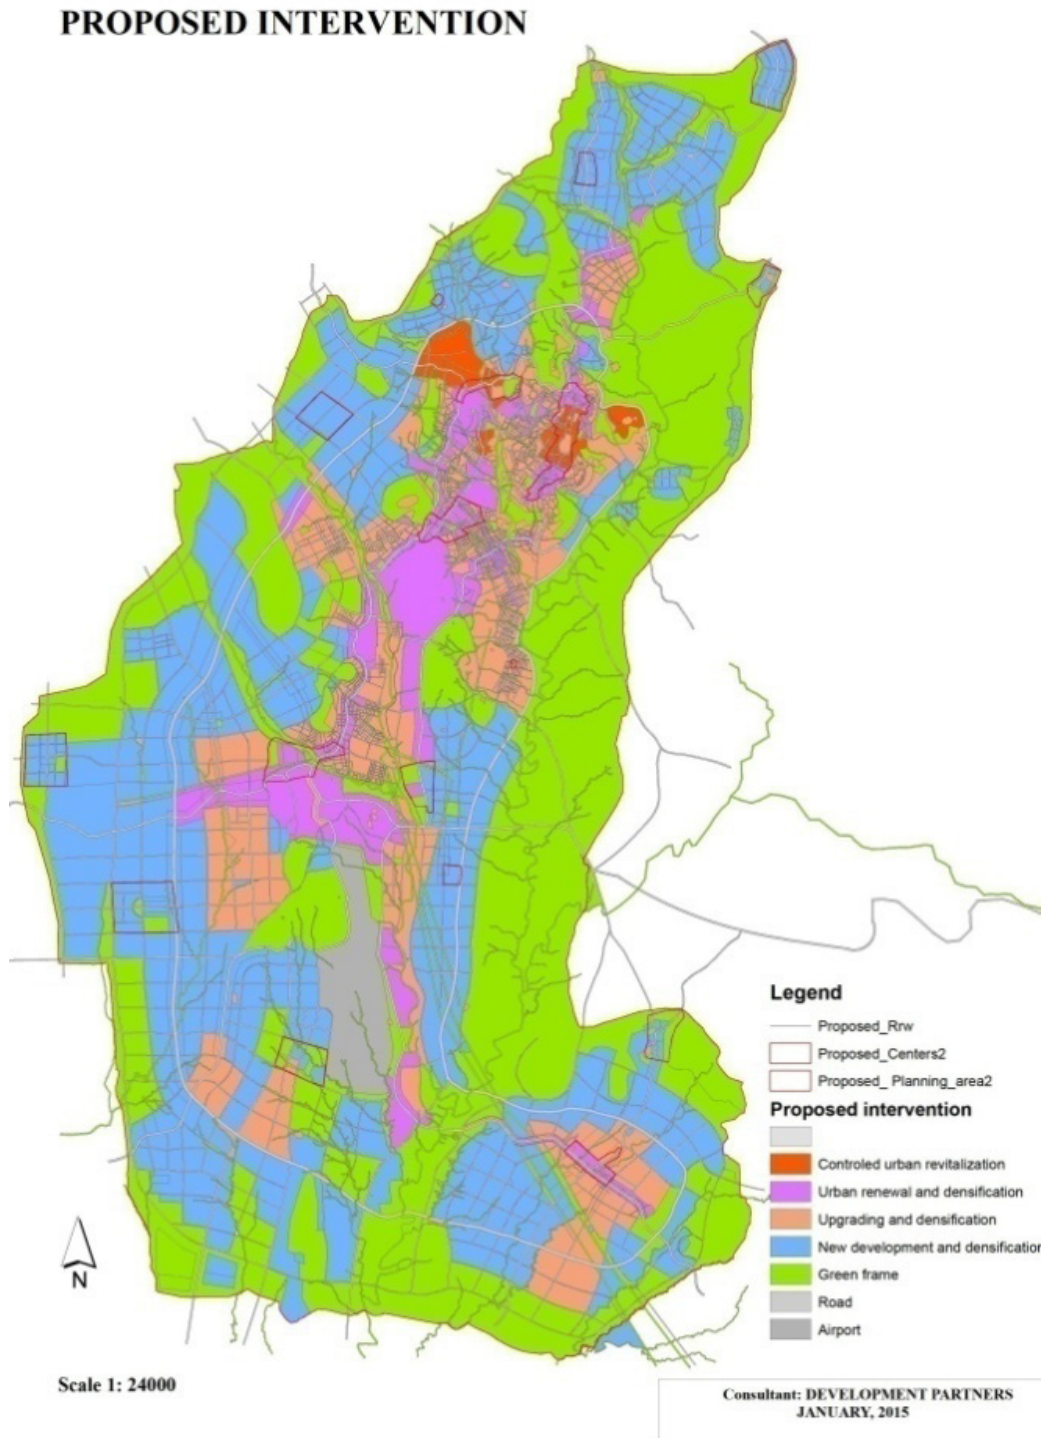 PROPOSED INTERVENTION
Legend
Proposed_Rrw
Proposed_Centers2
Proposed_ Planning_area2
Proposed intervention
Controled urban revitalization
Urban renewal and densification
Upgrading and densification
New development and densification
Green frame
Road
Airport
N
Scale 1: 24000
Consultant: DEVELOPMENT PARTNERS
JANUARY, 2015